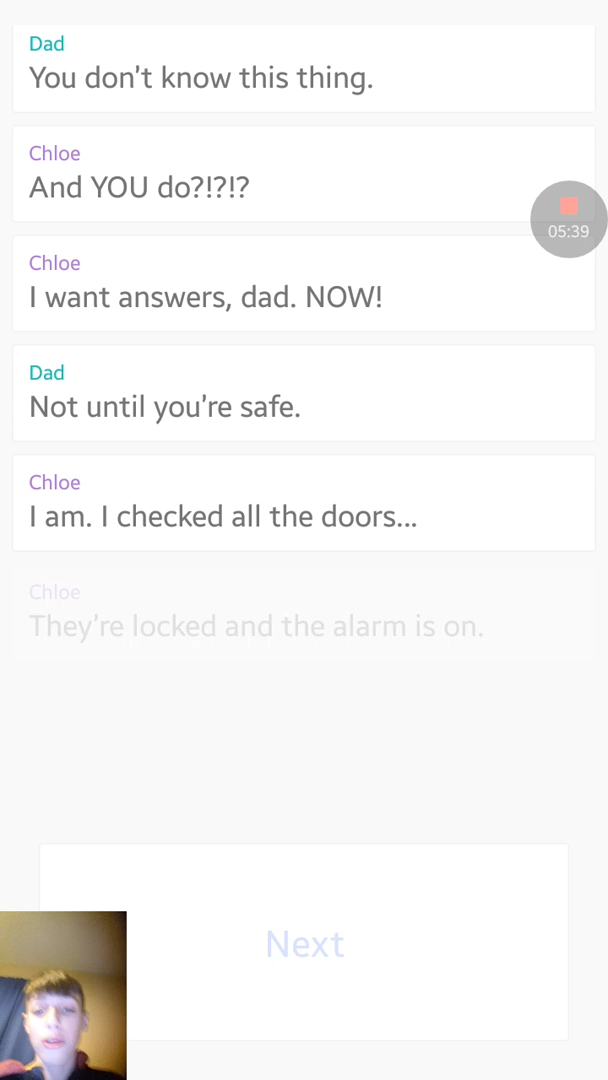 Dad
You don't know this thing.
Chloe
And YOU do?!?!?
05:39
Chloe
I want answers, dad. NOW!
Dad
Not until you're safe.
Chloe
I am. I checked all the doors...
Chloe
They're locked and the alarm is on.
Next